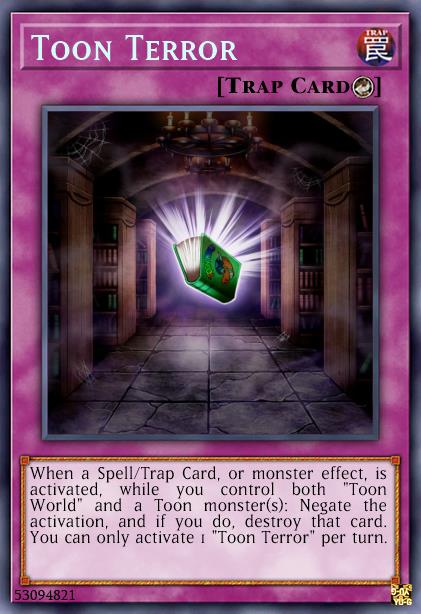 Toon Terror
TRAP
罠
[Trap Card]
When a Spell/Trap Card, or monster effect, is
activated, while you control both "Toon
World" and a Toon monster(s): Negate the
activation, and if you do, destroy that card.
You can only activate 1 "Toon Terror" per turn.
53094821